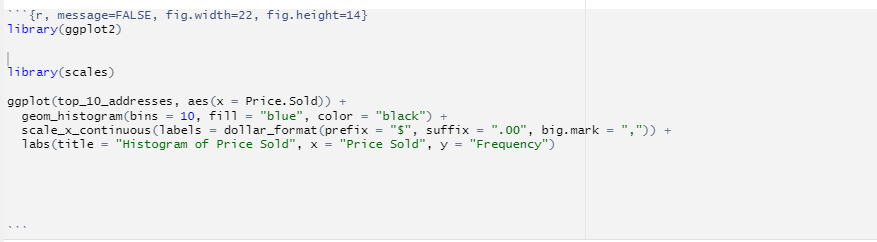 ```{r, message=FALSE, fig.width=22, fig.height=14}
library(ggplot2)
library(scales)
ggplot(top_10_addresses, aes(x = Price.Sold)) +
  geom_histogram(bins = 10, fill = "blue", color = "black") +
  scale_x_continuous(labels = dollar_format(prefix = "$", suffix = ".00", big.mark = ",")) +
  labs(title = "Histogram of Price Sold", x = "Price Sold", y = "Frequency")
```